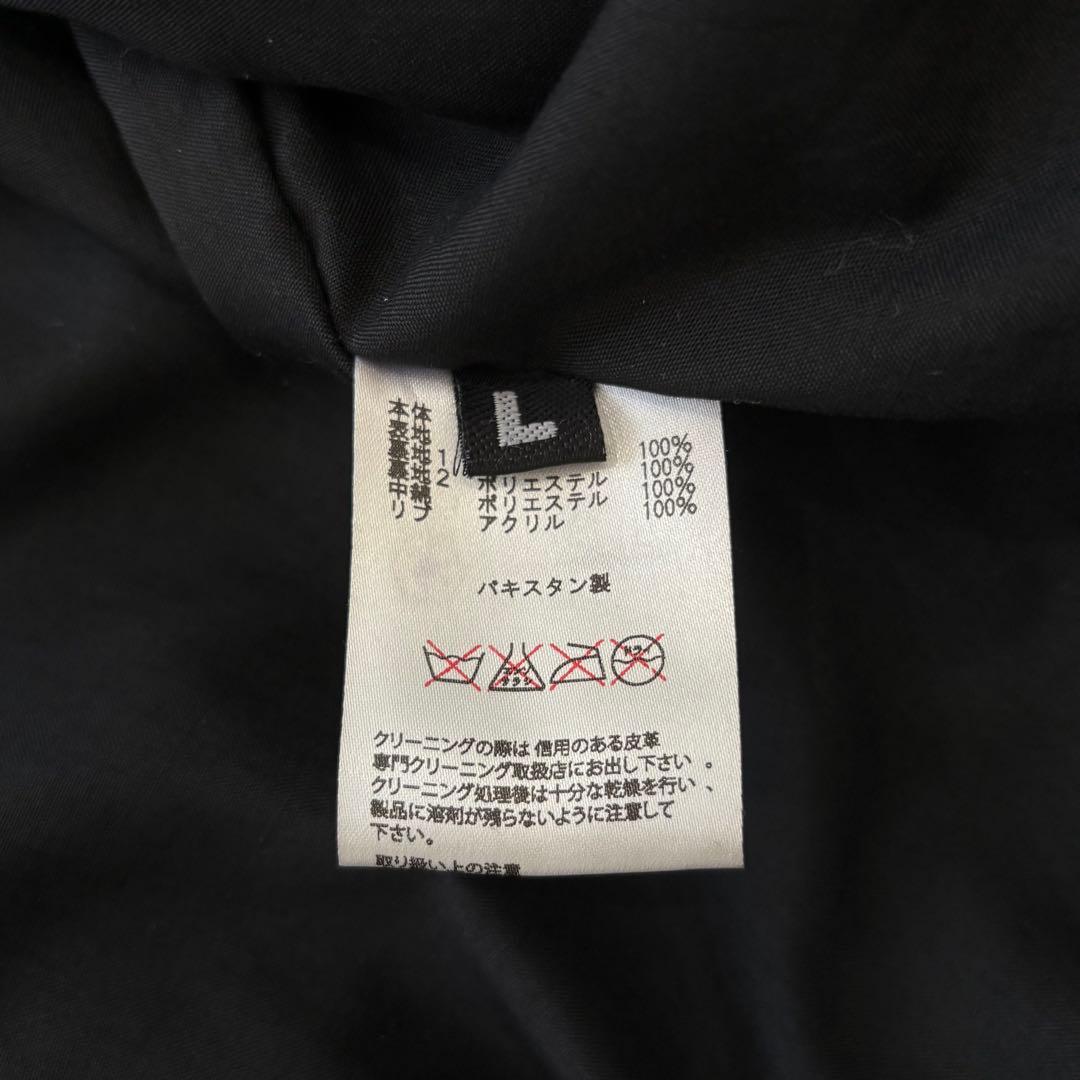 L
本体
表地
裏地 1 100%
裏地 2 ポリエステル 100%
中綿 ポリエステル 100%
リブ アクリル 100%
パキスタン製
クリーニングの際は信用のある皮革
専門クリーニング取扱店にお出し下さい。
クリーニング処理後は十分な乾燥を行い、
製品に溶剤が残らないように注意して
下さい。
取り扱い上の注意